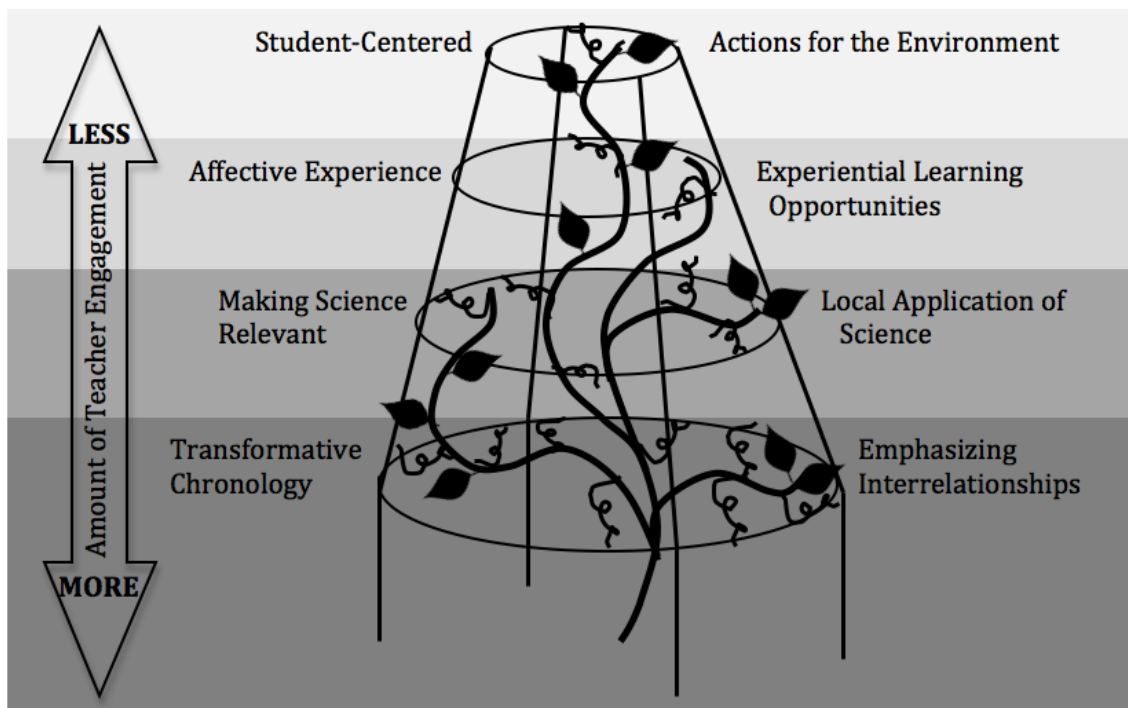 Student-Centered
Actions for the Environment
LESS
Affective Experience
Experiential Learning
Opportunities
Amount of Teacher Engagement
Making Science
Relevant
Local Application of
Science
Transformative
Chronology
Emphasizing
Interrelationships
MORE